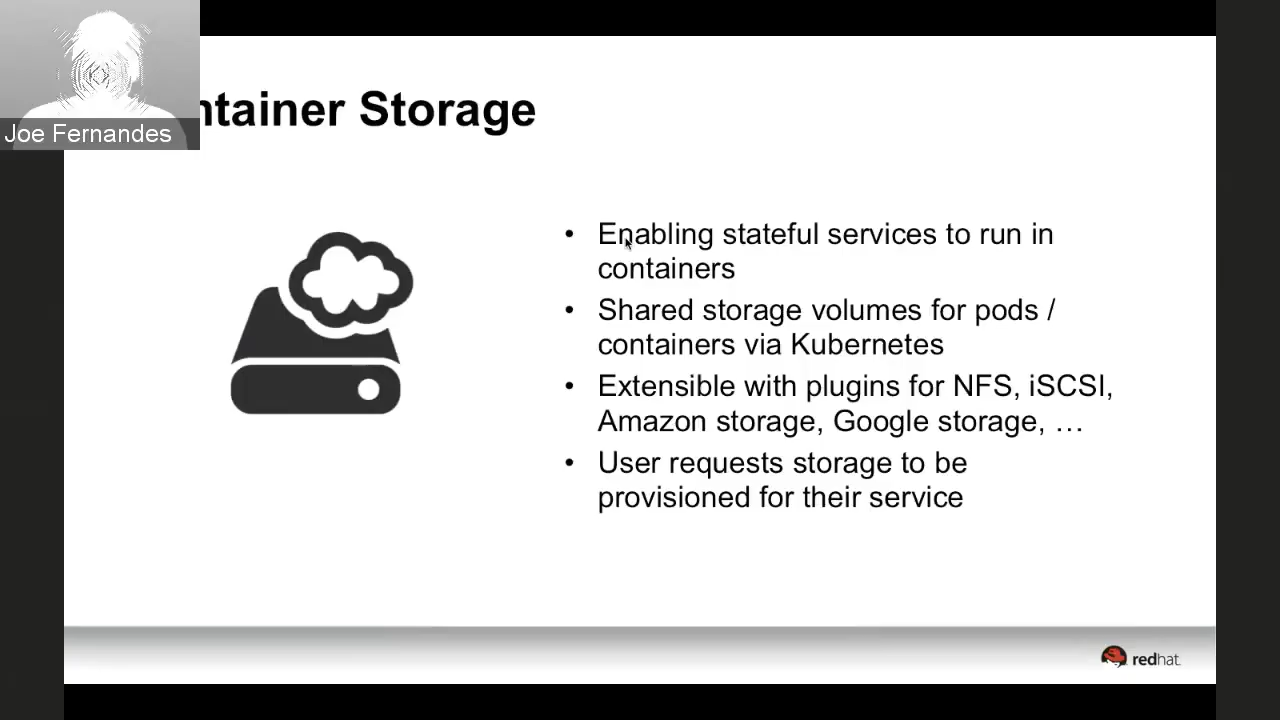 Joe Fernandes
ntainer Storage
• Enabling stateful services to run in
containers
• Shared storage volumes for pods /
containers via Kubernetes
• Extensible with plugins for NFS, iSCSI,
Amazon storage, Google storage, …
• User requests storage to be
provisioned for their service
redhat.